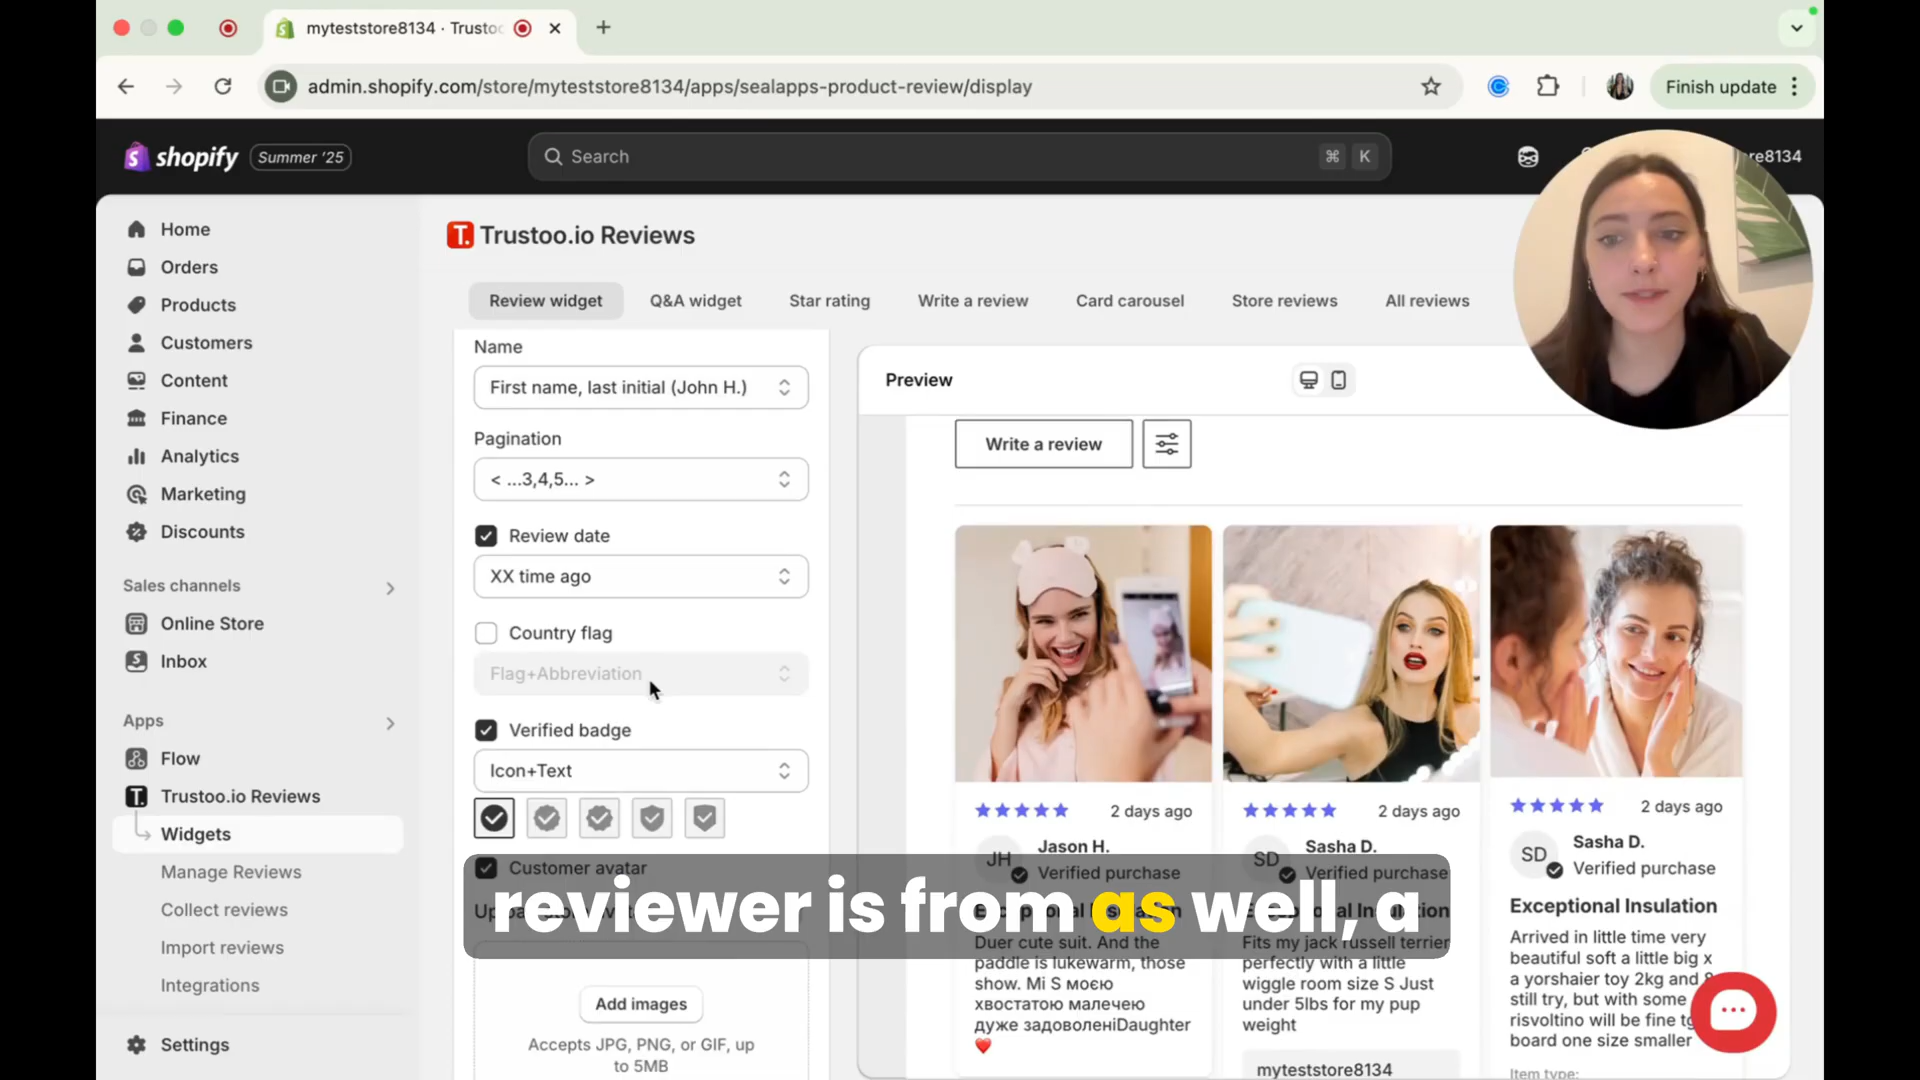 myteststore8134 · Trustoo
admin.shopify.com/store/myteststore8134/apps/sealapps-product-review/display
Finish update
shopify
Summer '25
Search
⌘ K
re8134
Home
Orders
Products
Customers
Content
Finance
Analytics
Marketing
Discounts
Sales channels
Online Store
Inbox
Apps
Flow
Trustoo.io Reviews
Widgets
Manage Reviews
Collect reviews
Import reviews
Integrations
Settings
T. Trustoo.io Reviews
Review widget
Q&A widget
Star rating
Write a review
Card carousel
Store reviews
All reviews
Name
First name, last initial (John H.)
Pagination
< ...3,4,5... >
Review date
XX time ago
Country flag
Flag+Abbreviation
Verified badge
Icon+Text
Customer avatar
Add images
Accepts JPG, PNG, or GIF, up
to 5MB
Preview
Write a review
2 days ago
JH
Jason H.
Verified purchase
Duer cute suit. And the
paddle is lukewarm, those
show. Mi S моєю
хвостатою малечею
дуже задоволеніDaughter
❤️
2 days ago
SD
Sasha D.
Verified purchase
Fits my jack russell terrier
perfectly with a little
wiggle room size S Just
under 5lbs for my pup
weight
myteststore8134
2 days ago
SD
Sasha D.
Verified purchase
Exceptional Insulation
Arrived in little time very
beautiful soft a little big x
a yorshaier toy 2kg and
still try, but with some
risvoltino will be fine
board one size smaller
Item type:
reviewer is from as well, a